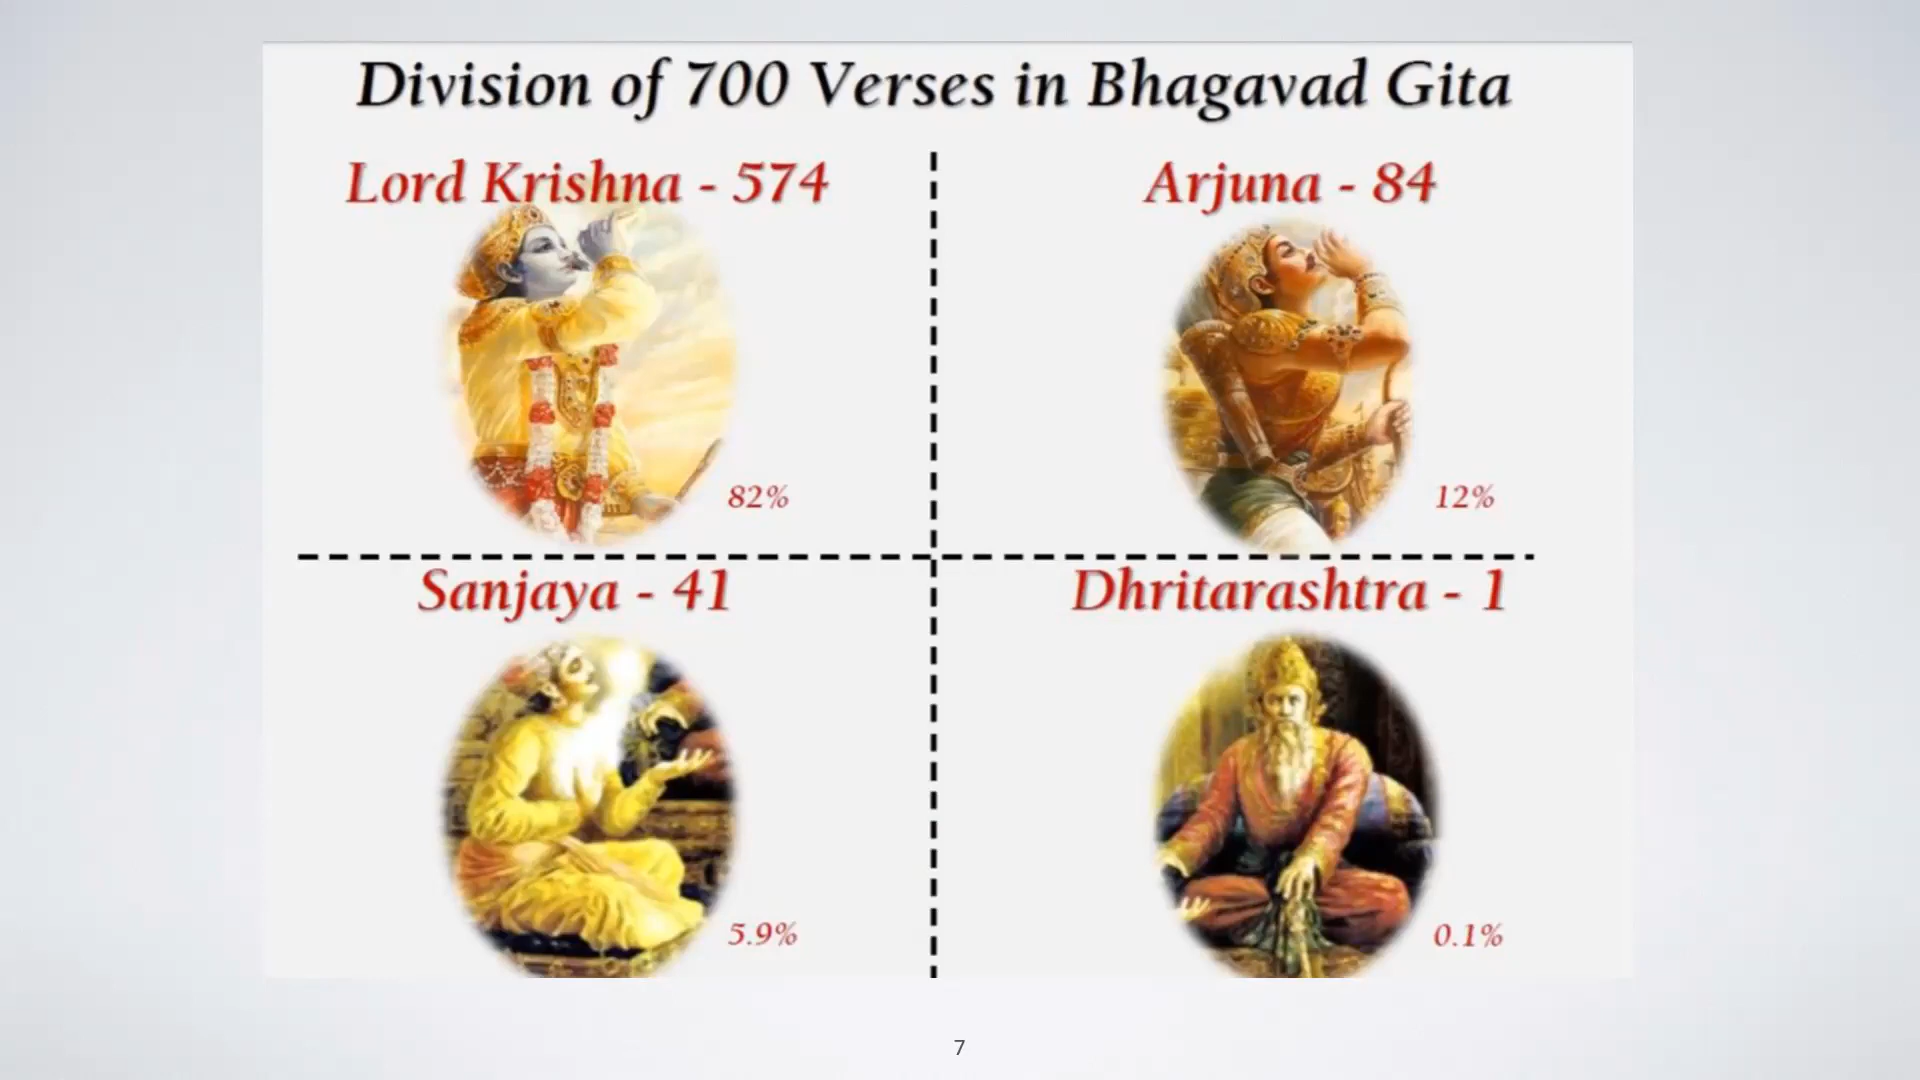 Division of 700 Verses in Bhagavad Gita
Lord Krishna - 574
Arjuna - 84
82%
12%
Sanjaya - 41
Dhritarashtra - 1
5.9%
0.1%
7